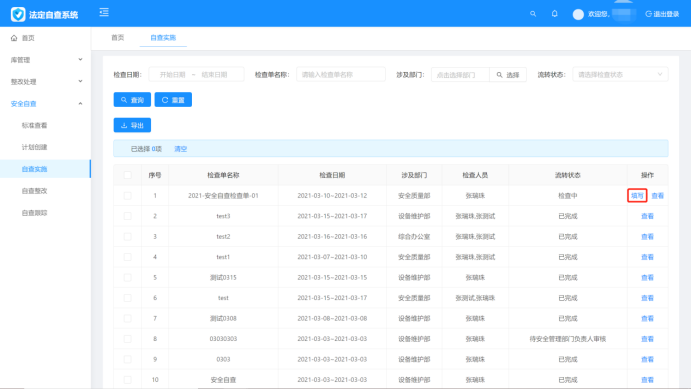 法定自查系统
欢迎您,
退出登录
首页
库管理
整改处理
安全自查
标准查看
计划创建
自查实施
自查整改
自查跟踪
首页 自查实施
检查日期: 开始日期 ~ 结束日期 检查单名称: 请输入检查单名称 涉及部门: 点击选择部门 选择 流转状态: 请选择检查状态
查询 重置
导出
已选择 0项 清空
序号 检查单名称 检查日期 涉及部门 检查人员 流转状态 操作
1 2021-安全自查检查单-01 2021-03-10~2021-03-12 安全质量部 张瑞珠 检查中 填写 查看
2 test3 2021-03-15~2021-03-17 设备维护部 张瑞珠,张测试 已完成 查看
3 test2 2021-03-16~2021-03-16 综合办公室 张瑞珠,张测试 已完成 查看
4 test1 2021-03-07~2021-03-10 安全质量部 张瑞珠,张测试 已完成 查看
5 测试0315 2021-03-15~2021-03-15 设备维护部 张瑞珠 已完成 查看
6 test 2021-03-15~2021-03-17 安全质量部 张测试,张瑞珠 已完成 查看
7 测试0308 2021-03-08~2021-03-08 设备维护部 张瑞珠 已完成 查看
8 03030303 2021-03-03~2021-03-03 设备维护部 张瑞珠 待安全管理部门负责人审核 查看
9 0303 2021-03-03~2021-03-03 设备维护部 张瑞珠 已完成 查看
10 安全自查 2021-03-03~2021-03-03 设备维护部 张瑞珠 已完成 查看